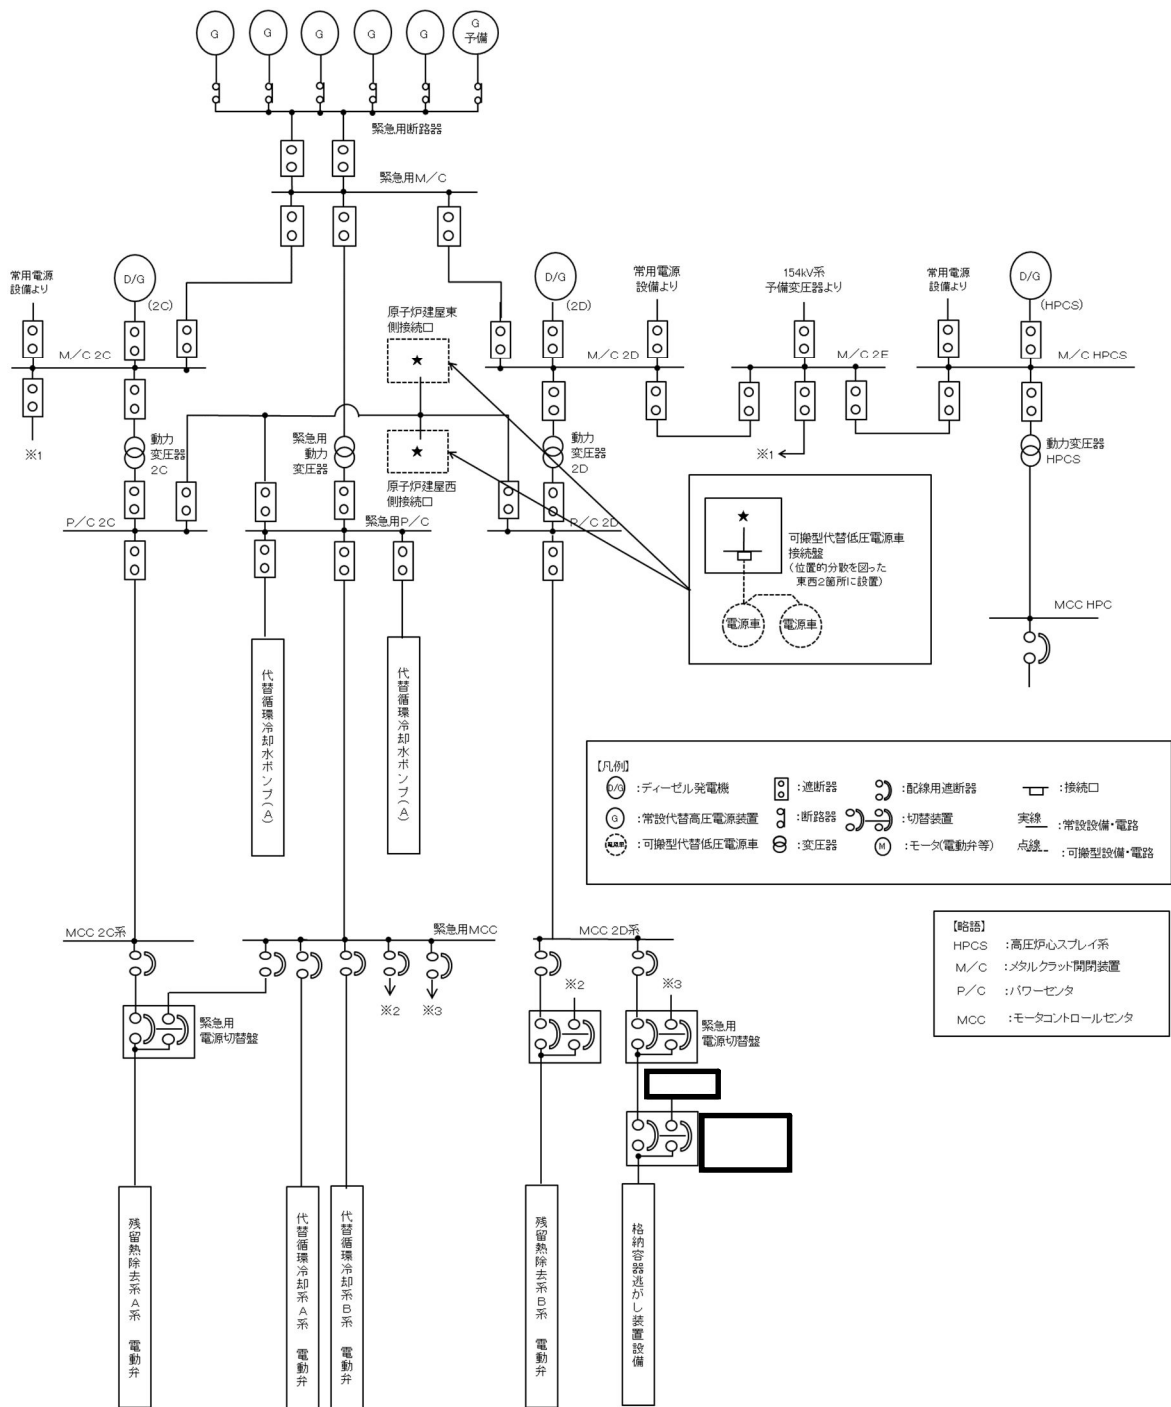 G
G
G
G
G
G
予備
緊急用断路器
緊急用M/C
常用電源
設備より
D/G
(2C)
原子炉建屋東
側接続口
★
D/G
(2D)
常用電源
設備より
154kV系
予備変圧器より
常用電源
設備より
D/G
(HPCS)
M/C 2C
M/C 2D
M/C 2E
M/C HPCS
※1
動力
変圧器
2C
緊急用
動力
変圧器
★
原子炉建屋西
側接続口
動力
変圧器
2D
※1
動力変圧器
HPCS
P/C 2C
緊急用P/C
P/C 2D
★
可搬型代替低圧電源車
接続盤
(位置的分散を図った
東西2箇所に設置)
電源車
電源車
MCC HPC
代替循環冷却水ポンプ(A)
代替循環冷却水ポンプ(A)
【凡例】
D/G
:ディーゼル発電機
:遮断器
:配線用遮断器
:接続口
G
:常設代替高圧電源装置
:断路器
:切替装置
実線
:常設設備・電路
電源車
:可搬型代替低圧電源車
:変圧器
M
:モータ(電動弁等)
点線
:可搬型設備・電路
MCC 2C系
緊急用MCC
MCC 2D系
【略語】
HPCS :高圧炉心スプレイ系
M/C :メタルクラッド開閉装置
P/C :パワーセンタ
MCC :モータコントロールセンタ
※2
※3
※2
※3
緊急用
電源切替盤
緊急用
電源切替盤
残留熱除去系A系 電動弁
代替循環冷却系A系 電動弁
代替循環冷却系B系 電動弁
残留熱除去系B系 電動弁
格納容器逃がし装置設備